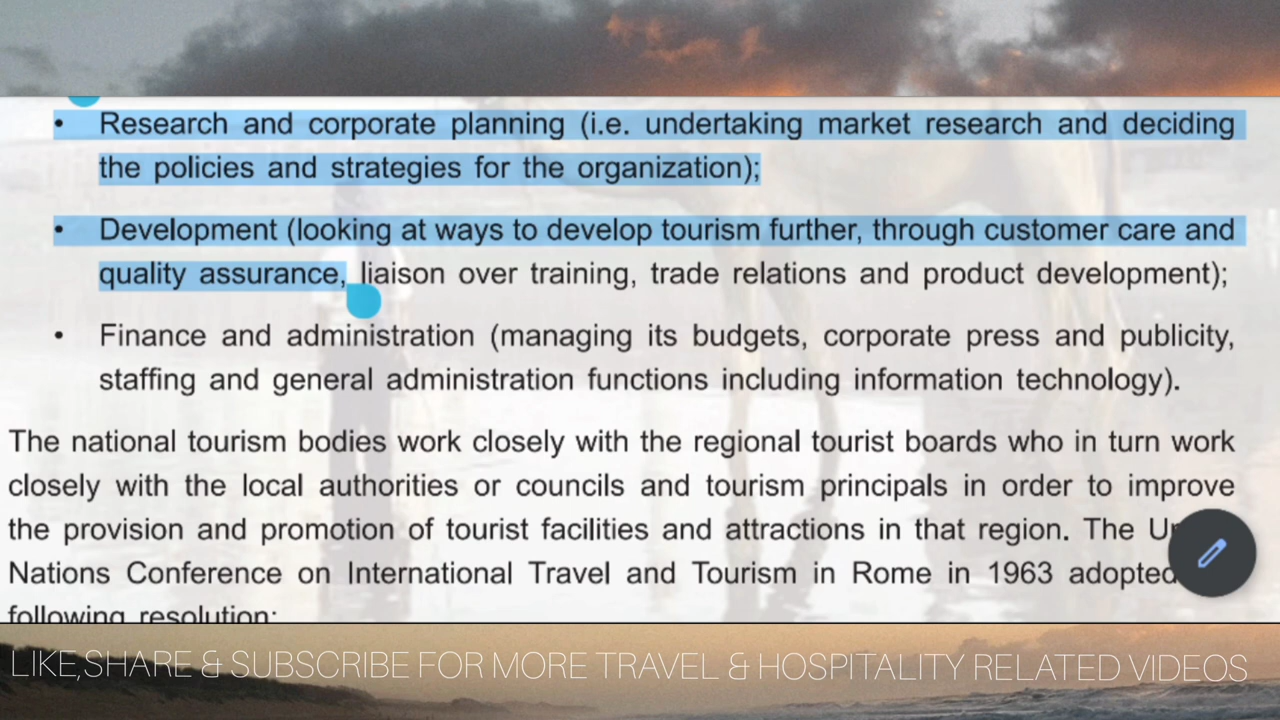 • Research and corporate planning (i.e. undertaking market research and deciding
the policies and strategies for the organization);
• Development (looking at ways to develop tourism further, through customer care and
quality assurance, liaison over training, trade relations and product development);
• Finance and administration (managing its budgets, corporate press and publicity,
staffing and general administration functions including information technology).
The national tourism bodies work closely with the regional tourist boards who in turn work
closely with the local authorities or councils and tourism principals in order to improve
the provision and promotion of tourist facilities and attractions in that region. The
Nations Conference on International Travel and Tourism in Rome in 1963 adopted
following resolution:
LIKE,SHARE & SUBSCRIBE FOR MORE TRAVEL & HOSPITALITY RELATED VIDEOS